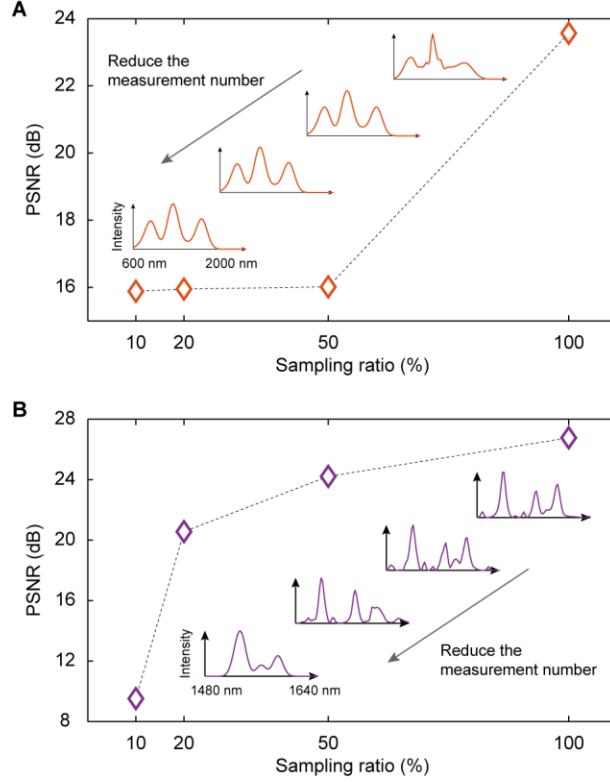 A
24
22
20
18
16
PSNR (dB)
Reduce the
measurement number
Intensity
600 nm
2000 nm
10
20
50
100
Sampling ratio (%)
B
28
24
20
16
12
8
PSNR (dB)
Intensity
1480 nm
1640 nm
Reduce the
measurement number
10
20
50
100
Sampling ratio (%)